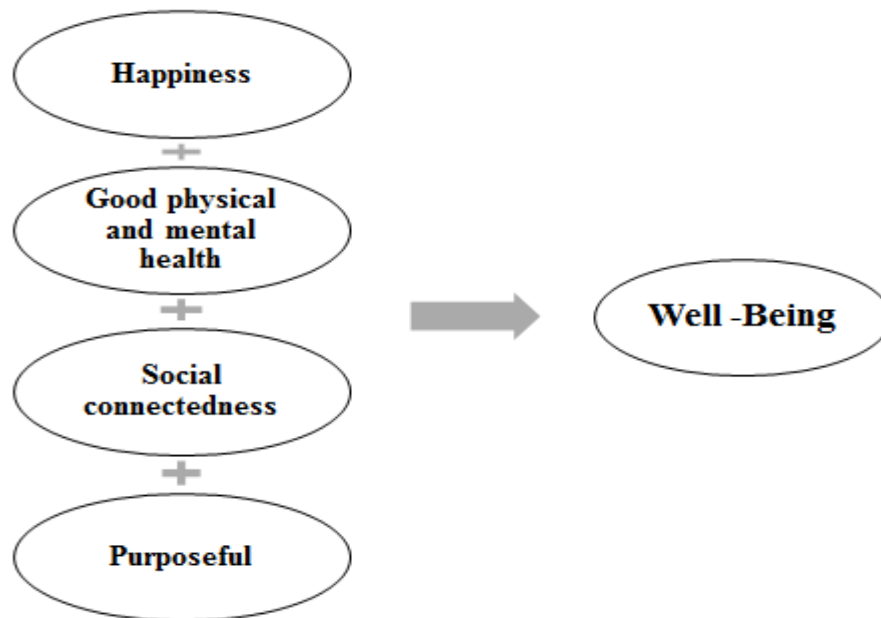 Happiness
Good physical
and mental
health
Social
connectedness
Purposeful
Well -Being